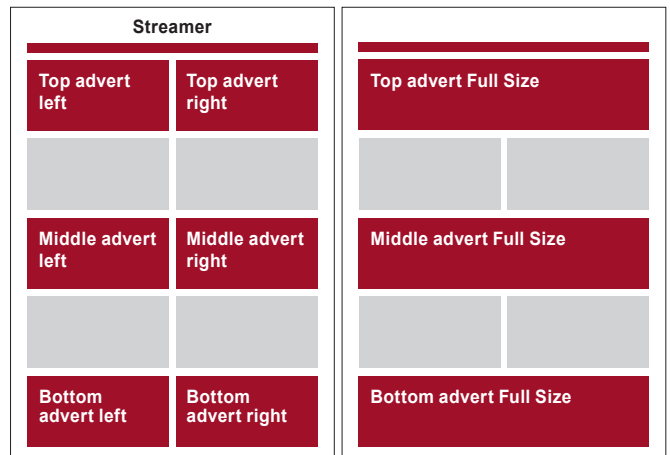 Streamer
Top advert
left
Top advert
right
Middle advert
left
Middle advert
right
Bottom
advert left
Bottom
advert right
Top advert Full Size
Middle advert Full Size
Bottom advert Full Size